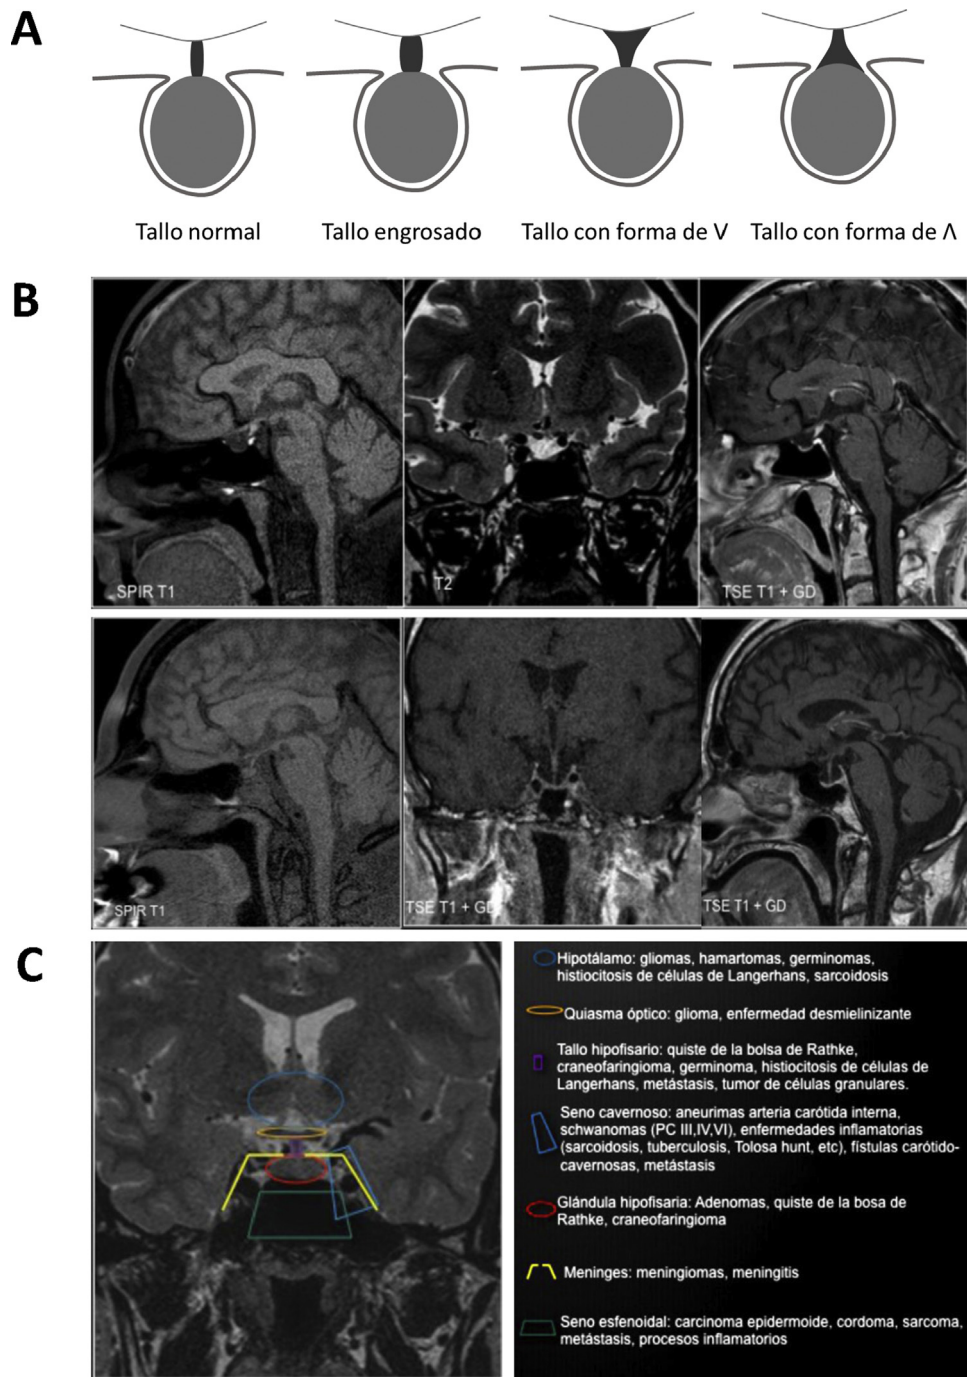 A
Tallo normal
Tallo engrosado
Tallo con forma de V
Tallo con forma de Λ
B
SPIR T1
T2
TSE T1 + GD
SPIR T1
TSE T1 + GD
TSE T1 + GD
C
Hipotálamo: gliomas, hamartomas, germinomas,
histiocitosis de células de Langerhans, sarcoidosis
Quiasma óptico: glioma, enfermedad desmielinizante
Tallo hipofisario: quiste de la bolsa de Rathke,
craneofaringioma, germinoma, histiocitosis de células de
Langerhans, metástasis, tumor de células granulares.
Seno cavernoso: aneurimas arteria carótida interna,
schwanomas (PC III,IV,VI), enfermedades inflamatorias
(sarcoidosis, tuberculosis, Tolosa hunt, etc), fístulas carótido-
cavernosas, metástasis
Glándula hipofisaria: Adenomas, quiste de la bosa de
Rathke, craneofaringioma
Meninges: meningiomas, meningitis
Seno esfenoidal: carcinoma epidermoide, cordoma, sarcoma,
metástasis, procesos inflamatorios